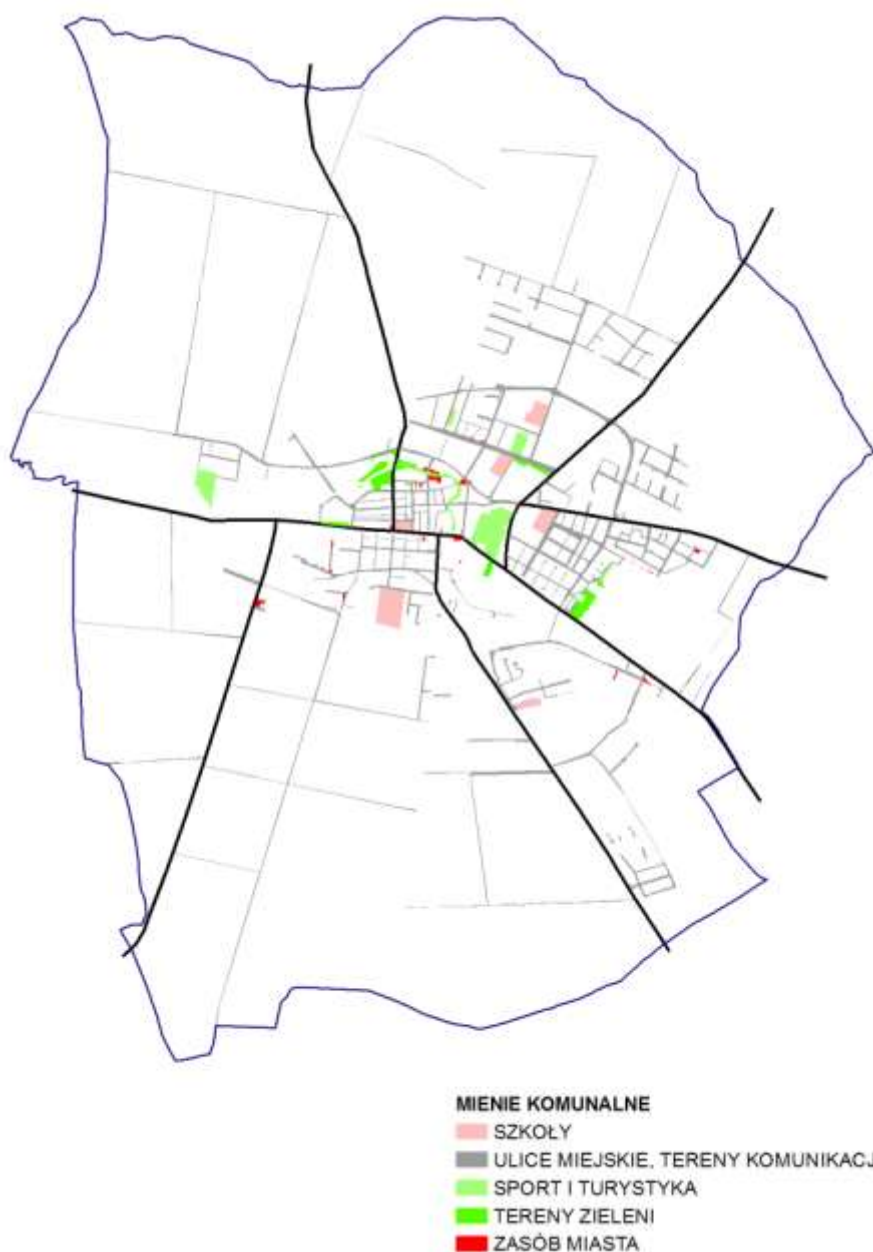 MIENIE KOMUNALNE
SZKOŁY
ULICE MIEJSKIE, TERENY KOMUNIKACJ
SPORT I TURYSTYKA
TERENY ZIELENI
ZASÓB MIASTA